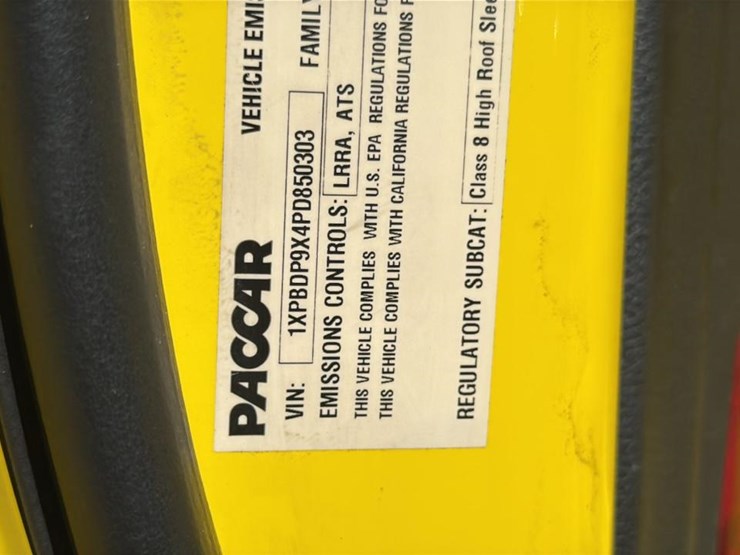 PACCAR
VEHICLE EMI
VIN: 1XPBDP9X4PD850303 FAMILY
EMISSIONS CONTROLS: LRRA, ATS
THIS VEHICLE COMPLIES WITH U.S. EPA REGULATIONS FO
THIS VEHICLE COMPLIES WITH CALIFORNIA REGULATIONS F
REGULATORY SUBCAT: Class 8 High Roof Slee